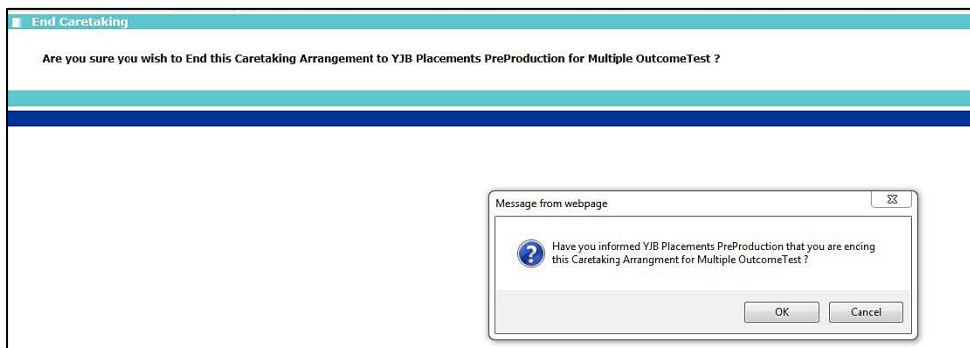 End Caretaking
Are you sure you wish to End this Caretaking Arrangement to YJB Placements PreProduction for Multiple OutcomeTest ?
Message from webpage
Have you informed YJB Placements PreProduction that you are ending
this Caretaking Arrangment for Multiple OutcomeTest ?
OK
Cancel